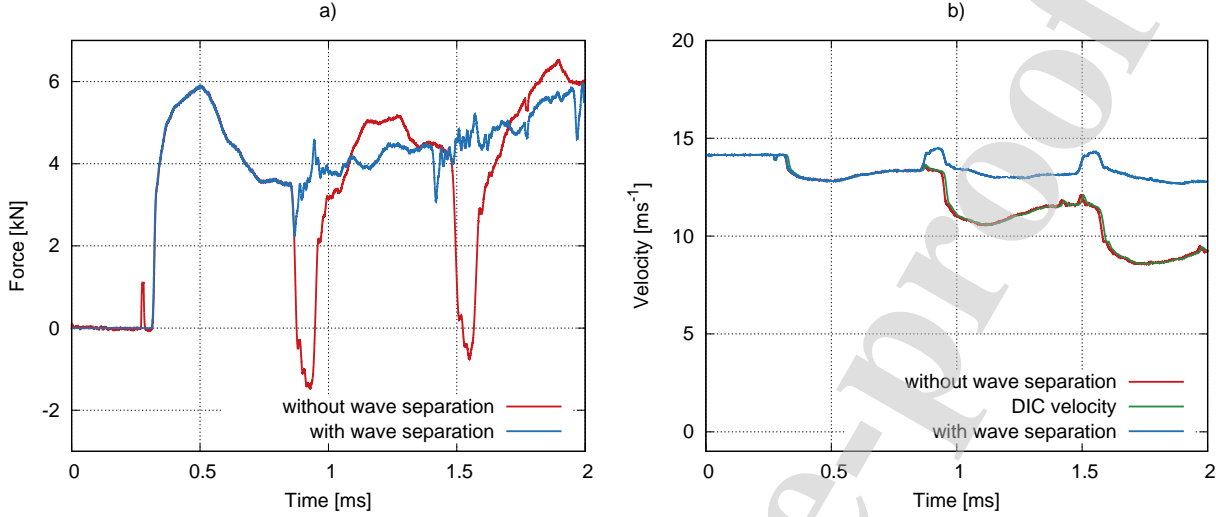 a)
6
4
2
0
-2
Force [kN]
without wave separation
with wave separation
0 0.5 1 1.5 2
Time [ms]
b)
20
15
10
5
0
Velocity [ms-1]
without wave separation
DIC velocity
with wave separation
0 0.5 1 1.5 2
Time [ms]
e-proof